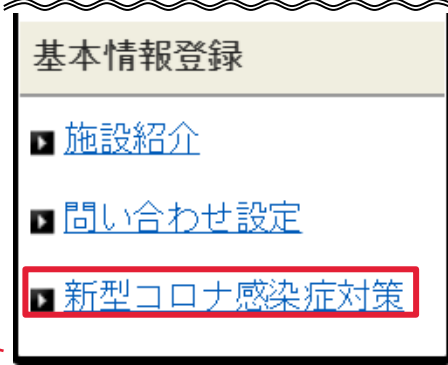 基本情報登録
施設紹介
問い合わせ設定
新型コロナ感染症対策